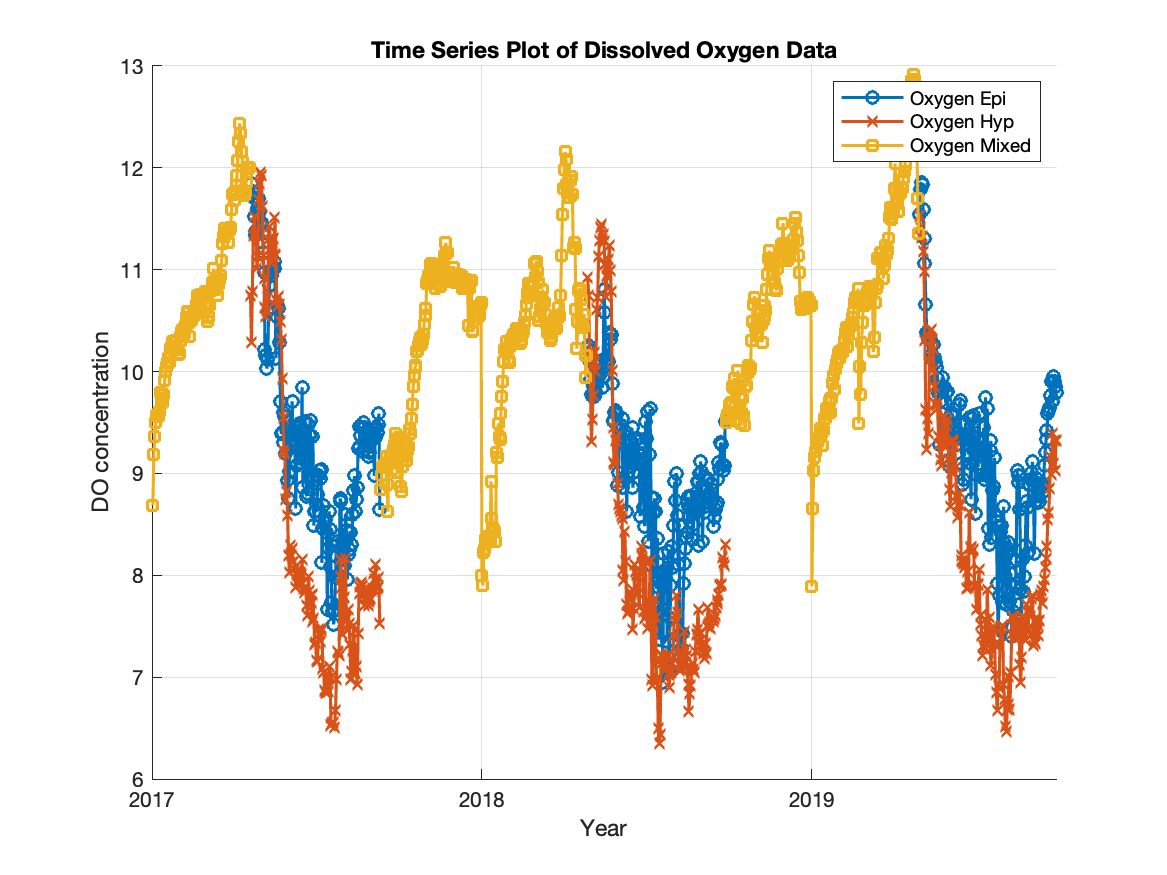 Time Series Plot of Dissolved Oxygen Data
13
12
11
10
9
8
7
6
DO concentration
Oxygen Epi
Oxygen Hyp
Oxygen Mixed
2017
2018
2019
Year